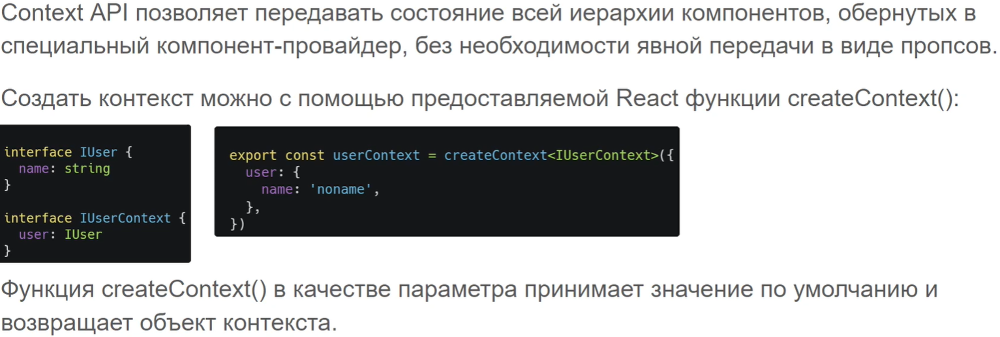 Context API позволяет передавать состояние всей иерархии компонентов, обернутых в
специальный компонент-провайдер, без необходимости явной передачи в виде пропсов.
Создать контекст можно с помощью предоставляемой React функции createContext():
interface IUser {
  name: string
}
interface IUserContext {
  user: IUser
}
export const userContext = createContext<IUserContext>({
  user: {
    name: 'noname',
  },
})
Функция createContext() в качестве параметра принимает значение по умолчанию и
возвращает объект контекста.